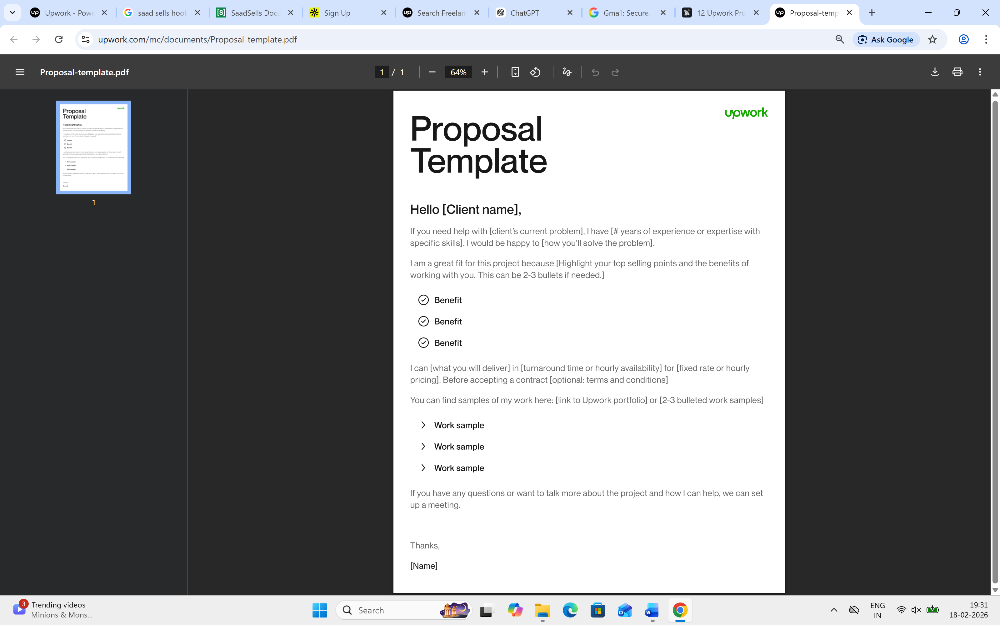 Upwork - Powe
saad sells hook
SaadSells Docu
Sign Up
Search Freelan
ChatGPT
Gmail: Secure,
12 Upwork Pro
Proposal-temp
upwork.com/mc/documents/Proposal-template.pdf
Ask Google
Proposal-template.pdf
1 / 1
64%
Proposal
Template
upwork
Hello [Client name],
If you need help with [client's current problem], I have [# years of experience or expertise with
specific skills]. I would be happy to [how you'll solve the problem].
I am a great fit for this project because [Highlight your top selling points and the benefits of
working with you. This can be 2-3 bullets if needed.]
Benefit
Benefit
Benefit
I can [what you will deliver] in [turnaround time or hourly availability] for [fixed rate or hourly
pricing]. Before accepting a contract [optional: terms and conditions]
You can find samples of my work here: [link to Upwork portfolio] or [2-3 bulleted work samples]
Work sample
Work sample
Work sample
If you have any questions or want to talk more about the project and how I can help, we can set
up a meeting.
Thanks,
[Name]
1
3
Trending videos
Minions & Mons...
Search
ENG
IN
19:31
18-02-2026